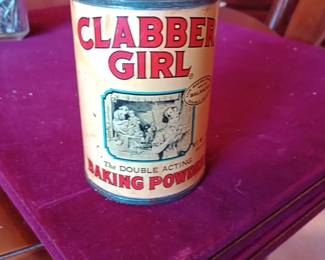 CLABBER
GIRL
The DOUBLE ACTING
BAKING POWDER